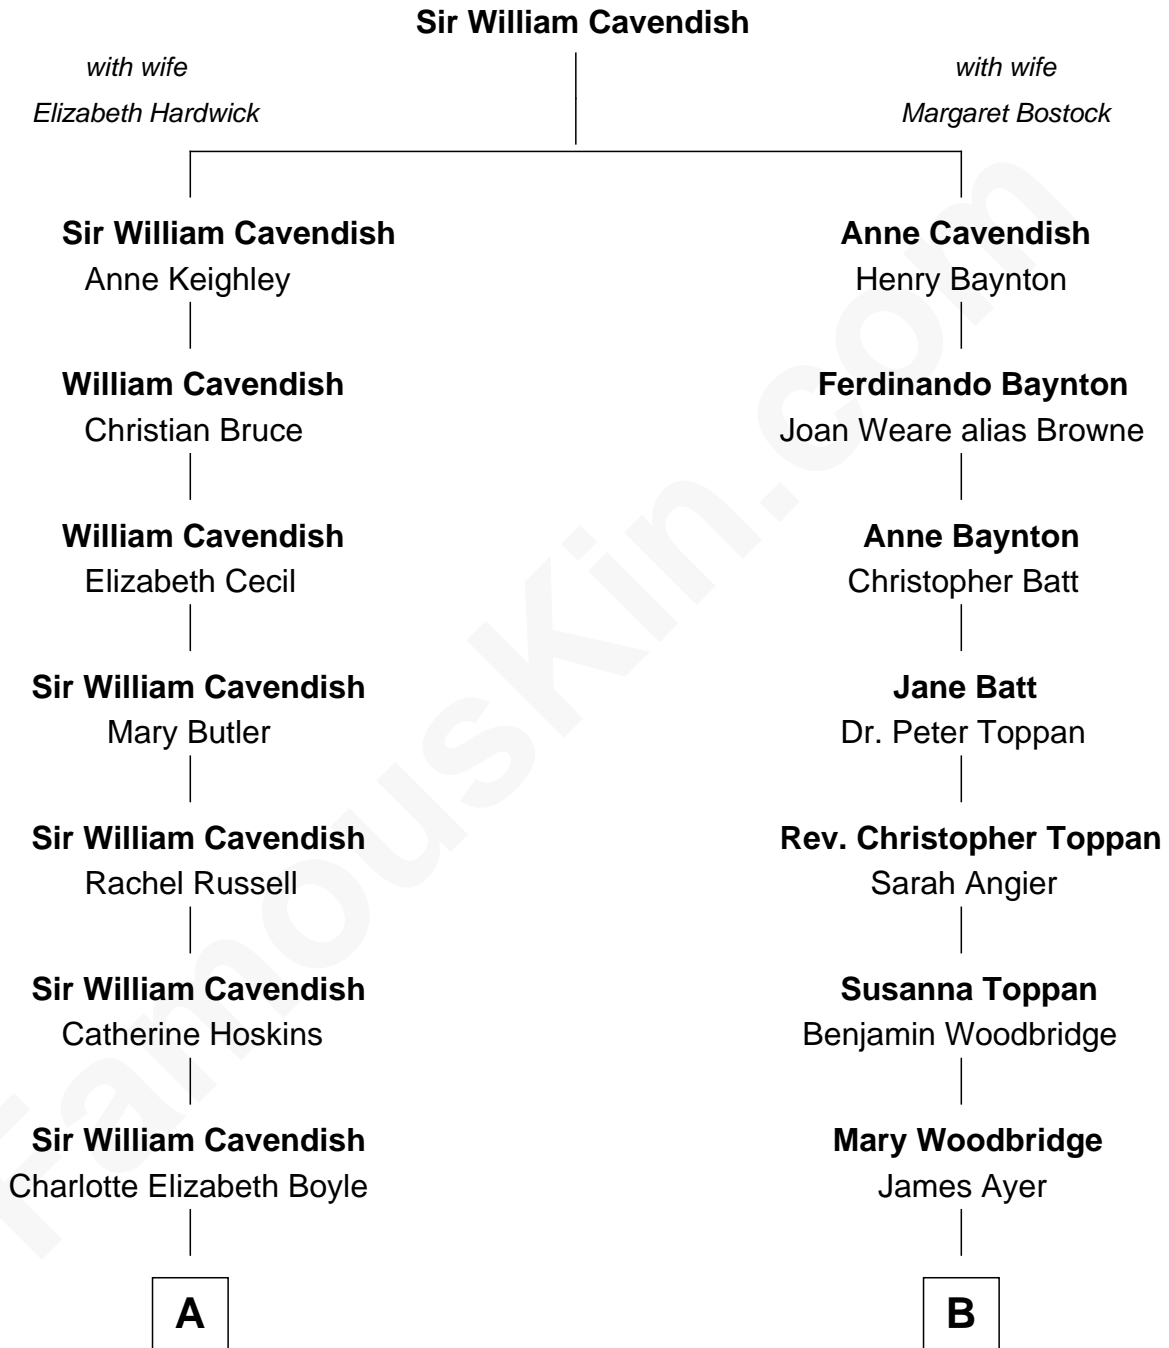 Sir William Cavendish
with wife
Elizabeth Hardwick
with wife
Margaret Bostock
Sir William Cavendish
Anne Keighley
Anne Cavendish
Henry Baynton
William Cavendish
Christian Bruce
Ferdinando Baynton
Joan Weare alias Browne
William Cavendish
Elizabeth Cecil
Anne Baynton
Christopher Batt
Sir William Cavendish
Mary Butler
Jane Batt
Dr. Peter Toppan
Sir William Cavendish
Rachel Russell
Rev. Christopher Toppan
Sarah Angier
Sir William Cavendish
Catherine Hoskins
Susanna Toppan
Benjamin Woodbridge
Sir William Cavendish
Charlotte Elizabeth Boyle
Mary Woodbridge
James Ayer
A
B
FamousKin.com